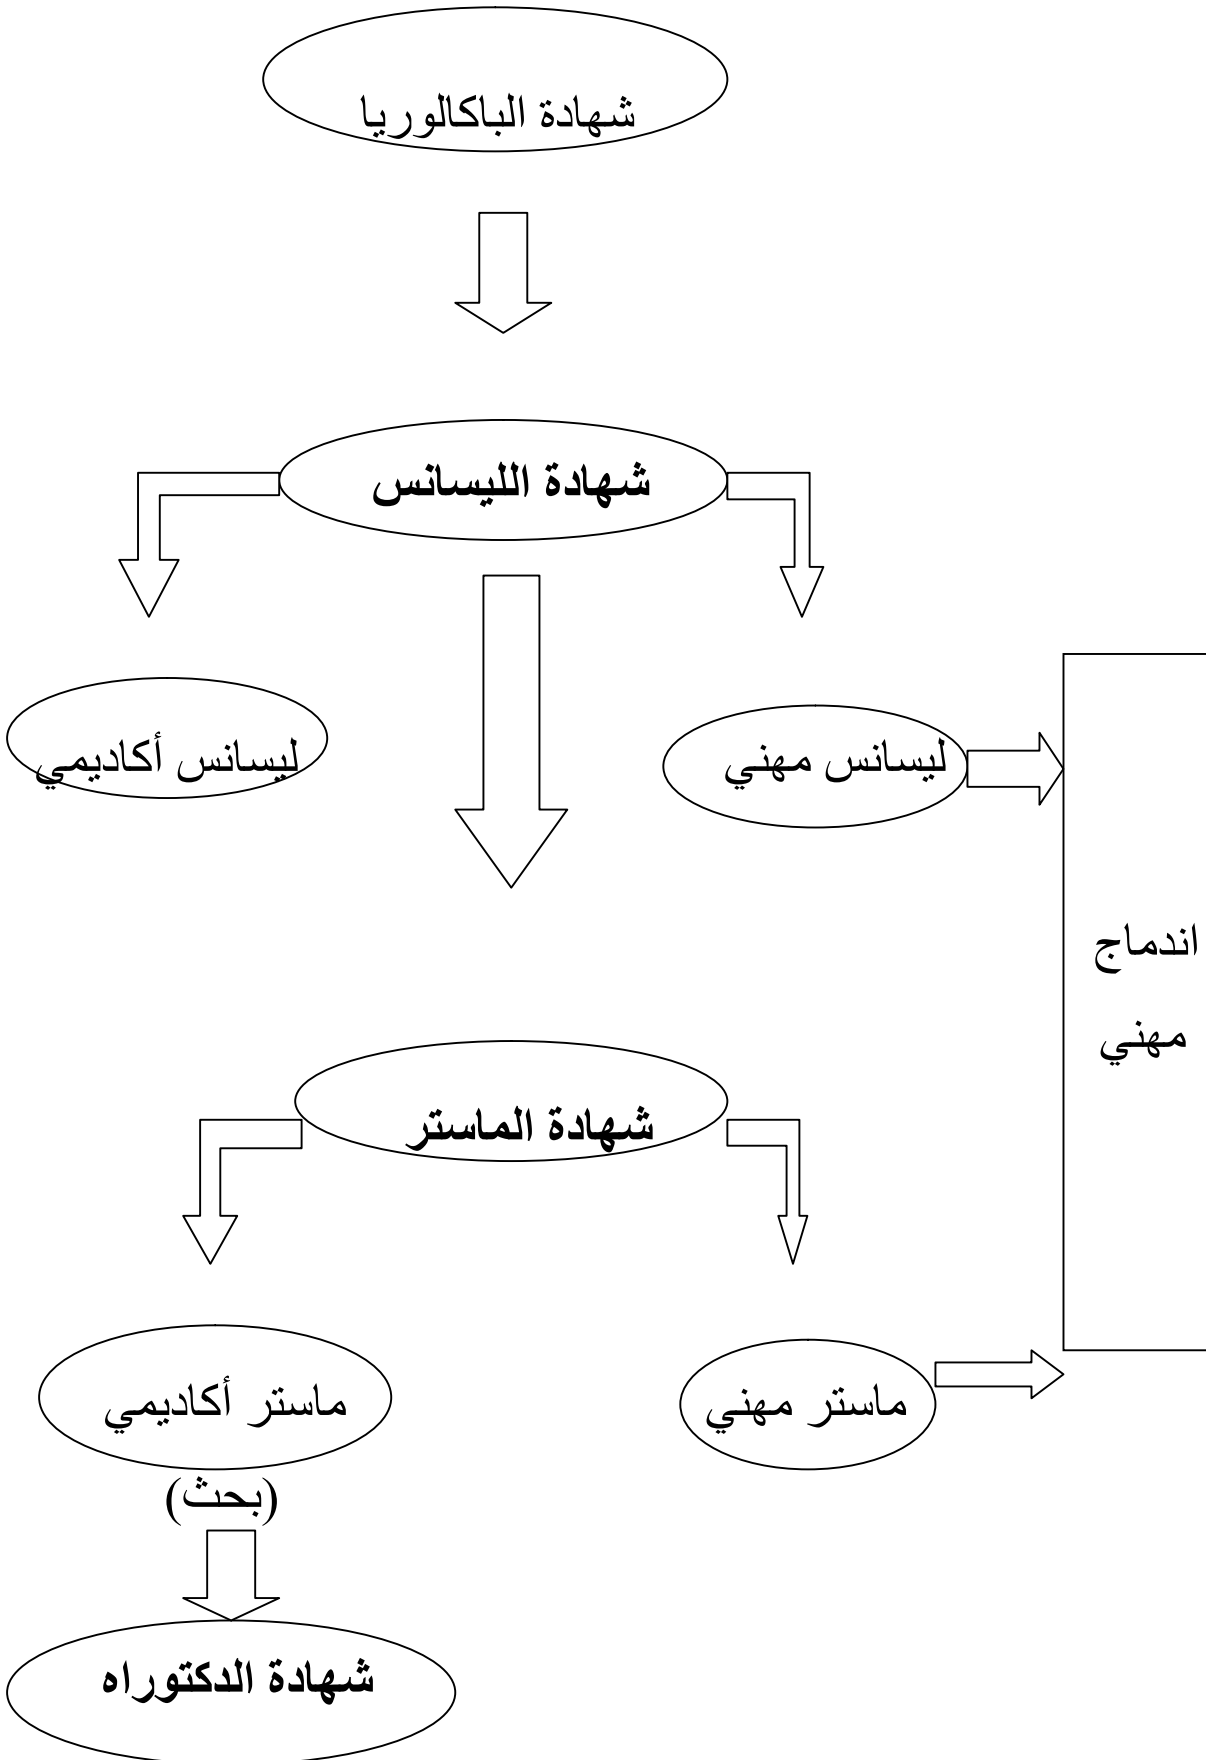 شهادة الباكالوريا
شهادة الليسانس
ليسانس مهني
ليسانس أكاديمي
اندماج
مهني
شهادة الماستر
ماستر مهني
ماستر أكاديمي
(بحث)
شهادة الدكتوراه